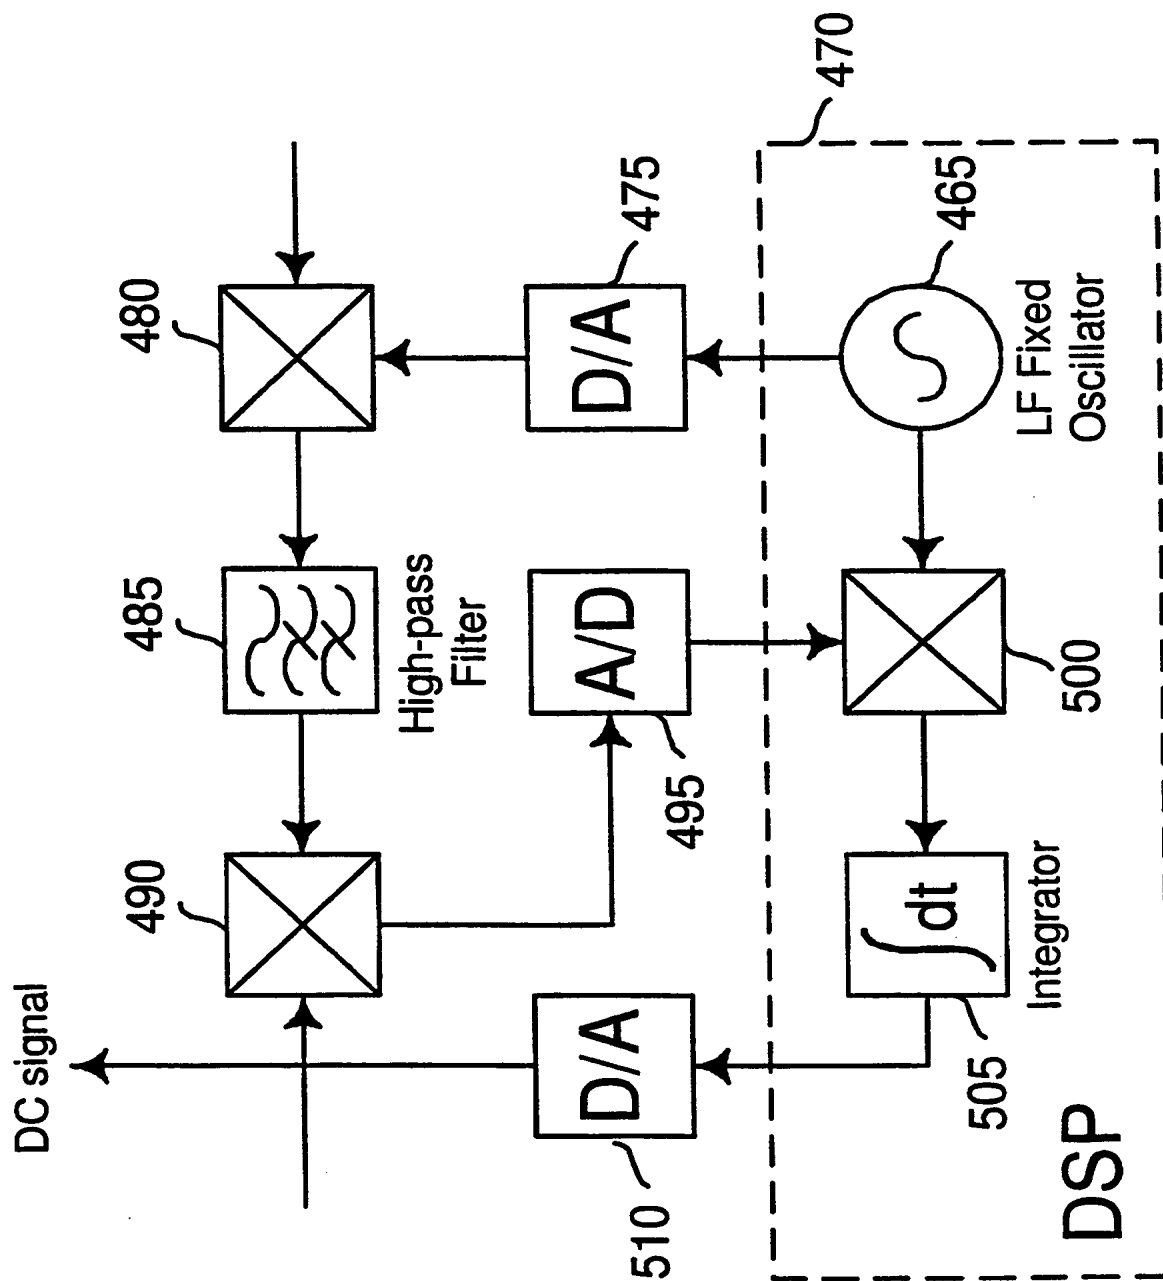 DC signal
490
485
480
High-pass
Filter
510
D/A
495
A/D
D/A
475
470
505
∫dt
Integrator
500
LF Fixed
Oscillator
465
DSP